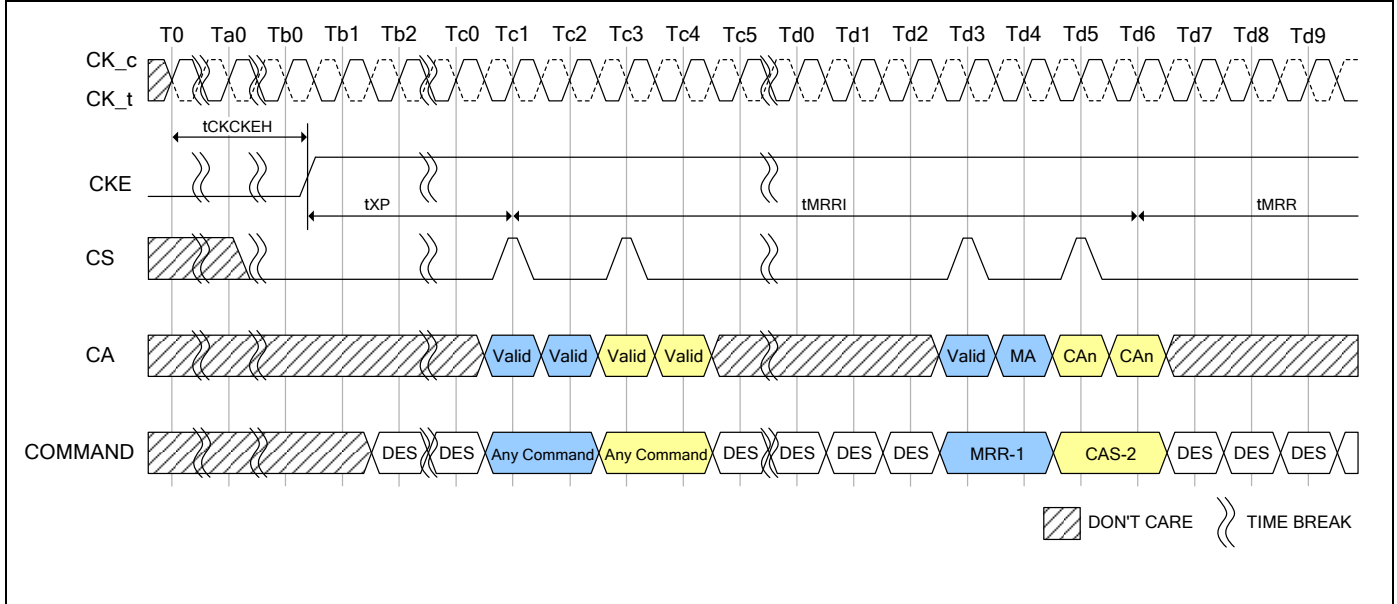 T0 Ta0 Tb0 Tb1 Tb2 Tc0 Tc1 Tc2 Tc3 Tc4 Tc5 Td0 Td1 Td2 Td3 Td4 Td5 Td6 Td7 Td8 Td9
CK_c
CK_t
tCKCKEH
CKE
tXP tMRRI tMRR
CS
CA Valid Valid Valid Valid Valid MA CAn CAn
COMMAND DES DES Any Command Any Command DES DES DES DES MRR-1 CAS-2 DES DES DES
DON'T CARE TIME BREAK